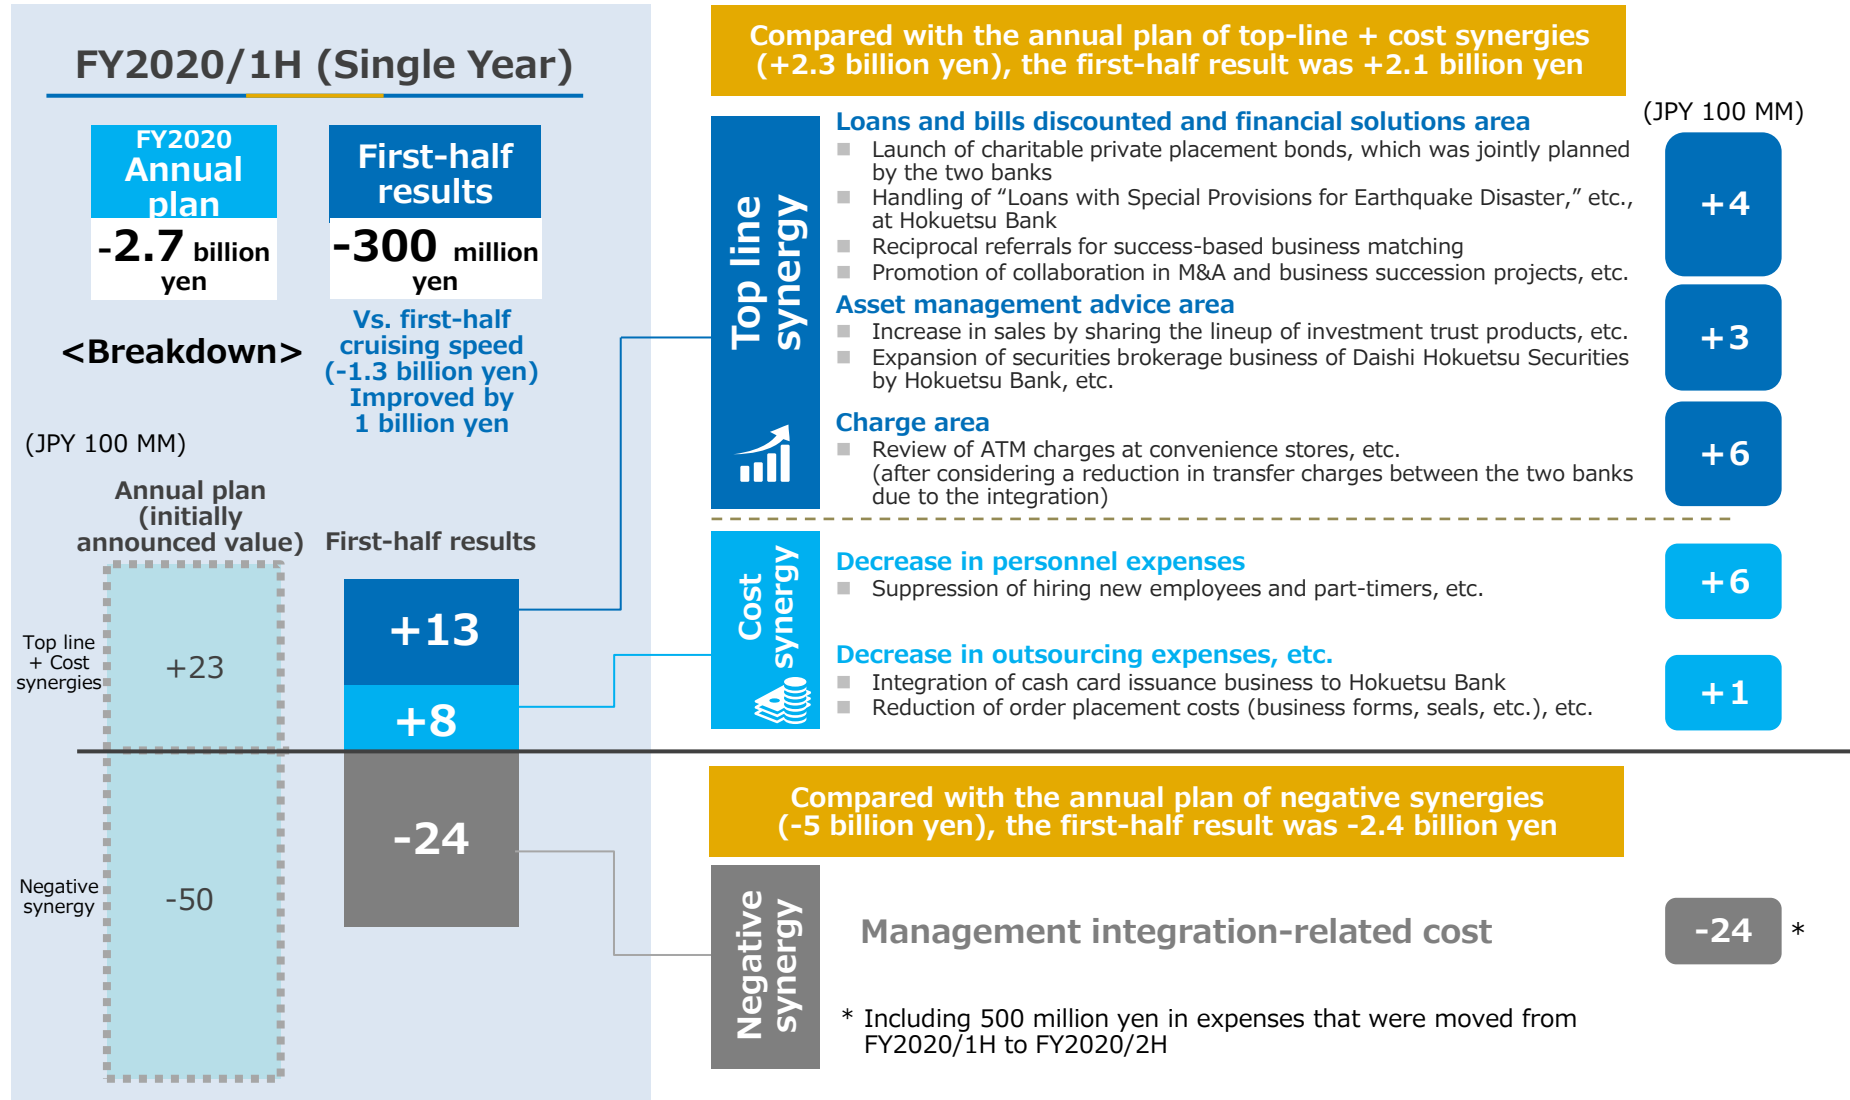 FY2020/1H (Single Year)
FY2020
Annual
plan
-2.7 billion
yen
First-half
results
-300 million
yen
Vs. first-half
cruising speed
(-1.3 billion yen)
Improved by
1 billion yen
<Breakdown>
(JPY 100 MM)
Annual plan
(initially
announced value)
First-half results
Top line
+ Cost
synergies
+23
+13
+8
Negative
synergy
-50
-24
Compared with the annual plan of top-line + cost synergies
(+2.3 billion yen), the first-half result was +2.1 billion yen
(JPY 100 MM)
Top line
synergy
Loans and bills discounted and financial solutions area
■ Launch of charitable private placement bonds, which was jointly planned
by the two banks
■ Handling of “Loans with Special Provisions for Earthquake Disaster,” etc.,
at Hokuetsu Bank
■ Reciprocal referrals for success-based business matching
■ Promotion of collaboration in M&A and business succession projects, etc.
+4
Asset management advice area
■ Increase in sales by sharing the lineup of investment trust products, etc.
■ Expansion of securities brokerage business of Daishi Hokuetsu Securities
by Hokuetsu Bank, etc.
+3
Charge area
■ Review of ATM charges at convenience stores, etc.
(after considering a reduction in transfer charges between the two banks
due to the integration)
+6
Cost
synergy
Decrease in personnel expenses
■ Suppression of hiring new employees and part-timers, etc.
+6
Decrease in outsourcing expenses, etc.
■ Integration of cash card issuance business to Hokuetsu Bank
■ Reduction of order placement costs (business forms, seals, etc.), etc.
+1
Compared with the annual plan of negative synergies
(-5 billion yen), the first-half result was -2.4 billion yen
Negative
synergy
Management integration-related cost
-24 *
* Including 500 million yen in expenses that were moved from
FY2020/1H to FY2020/2H